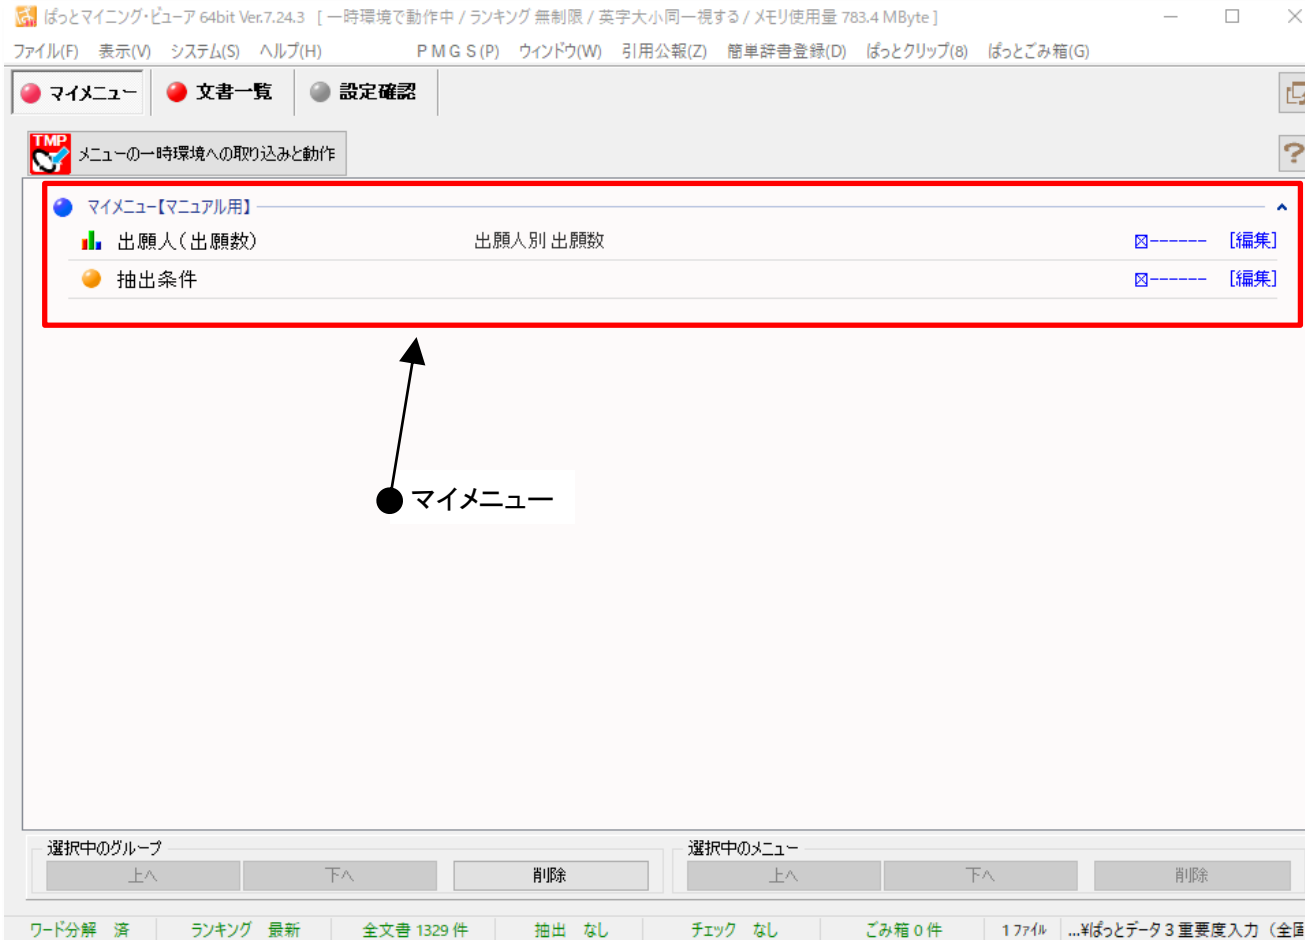 ぱっとマイニング・ビューア 64bit Ver.7.24.3 [ 一時環境で動作中 / ランキング 無制限 / 英字大小同一視する / メモリ使用量 783.4 MByte ]
ファイル(F) 表示(V) システム(S) ヘルプ(H) P M G S (P) ウィンドウ(W) 引用公報(Z) 簡単辞書登録(D) ぱっとクリップ(8) ぱっとごみ箱(G)
マイメニュー 文書一覧 設定確認
TMP メニューの一時環境への取り込みと動作 ?
マイメニュー【マニュアル用】
出願人(出願数) 出願人別 出願数 ☒------ [編集]
抽出条件 ☒------ [編集]
マイメニュー
選択中のグループ 選択中のメニュー
上へ 下へ 削除 上へ 下へ 削除
ワード分解 済 ランキング 最新 全文書 1329 件 抽出 なし チェック なし ごみ箱 0 件 1 ファイル ...¥ぱっとデータ3 重要度入力 (全国